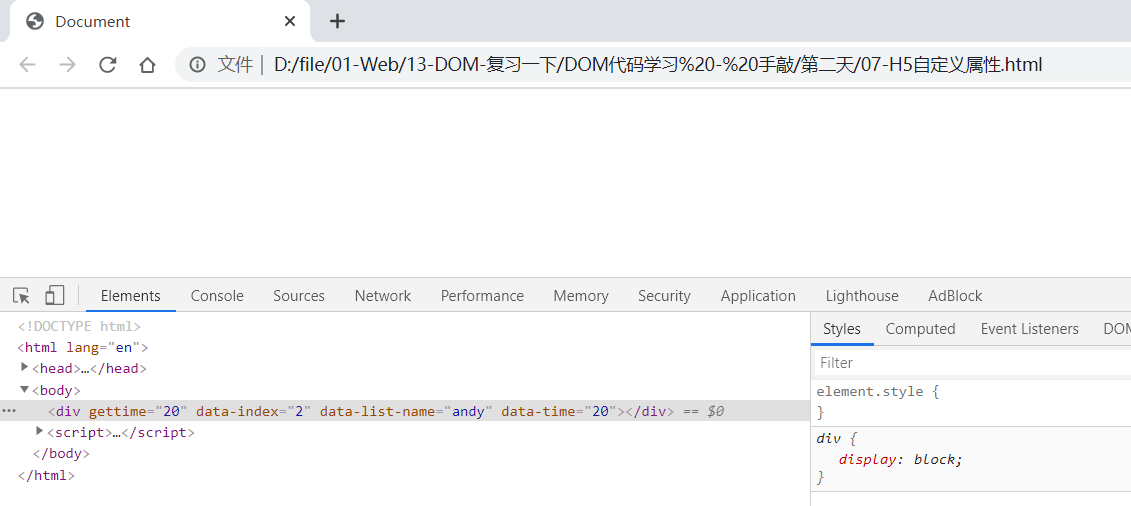 Document
文件 | D:/file/01-Web/13-DOM-复习一下/DOM代码学习%20-%20手敲/第二天/07-H5自定义属性.html
Elements Console Sources Network Performance Memory Security Application Lighthouse AdBlock
<!DOCTYPE html>
<html lang="en">
<head>…</head>
<body>
<div gettime="20" data-index="2" data-list-name="andy" data-time="20"></div> == $0
<script>…</script>
</body>
</html>
Styles Computed Event Listeners DOM
Filter
element.style {
}
div {
display: block;
}